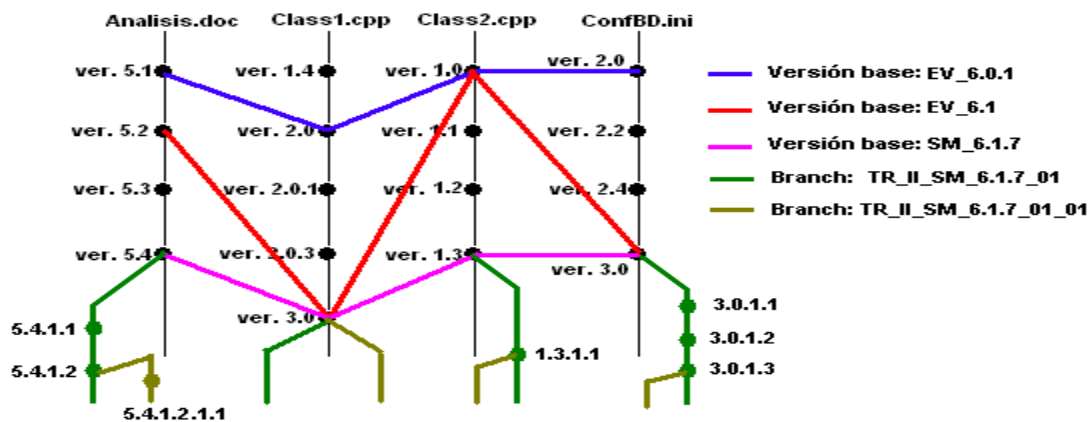 Analisis.doc Class1.cpp Class2.cpp ConfBD.ini
ver. 5.1 ver. 1.4 ver. 1.0 ver. 2.0
ver. 5.2 ver. 2.0 ver. 1.1 ver. 2.2
ver. 5.3 ver. 2.0.1 ver. 1.2 ver. 2.4
ver. 5.4 ver. 2.0.3 ver. 1.3 ver. 3.0
ver. 3.0
5.4.1.1 3.0.1.1
3.0.1.2
5.4.1.2 1.3.1.1 3.0.1.3
5.4.1.2.1.1
Versión base: EV_6.0.1
Versión base: EV_6.1
Versión base: SM_6.1.7
Branch: TR_II_SM_6.1.7_01
Branch: TR_II_SM_6.1.7_01_01